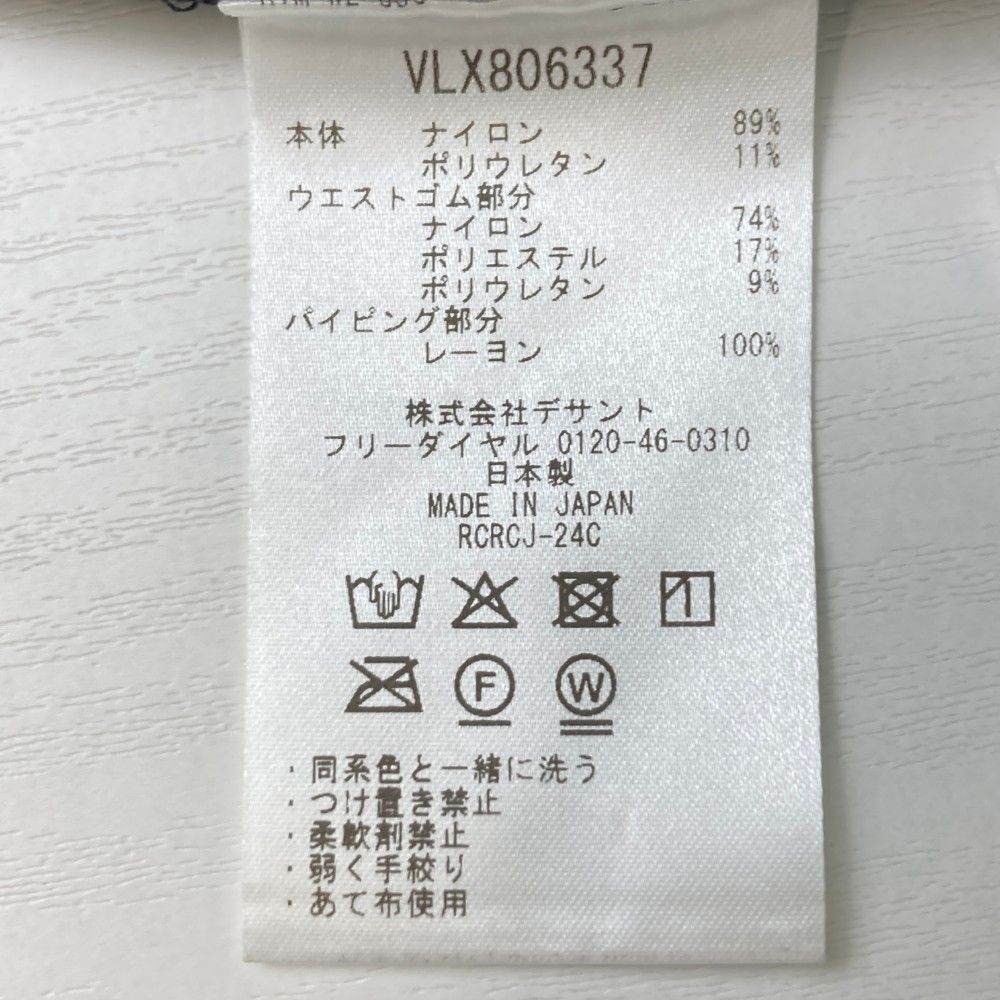 VLX806337
本体 ナイロン 89%
ポリウレタン 11%
ウエストゴム部分
ナイロン 74%
ポリエステル 17%
ポリウレタン 9%
パイピング部分
レーヨン 100%
株式会社デサント
フリーダイヤル 0120-46-0310
日本製
MADE IN JAPAN
RCRCJ-24C
F W
・同系色と一緒に洗う
・つけ置き禁止
・柔軟剤禁止
・弱く手絞り
・あて布使用